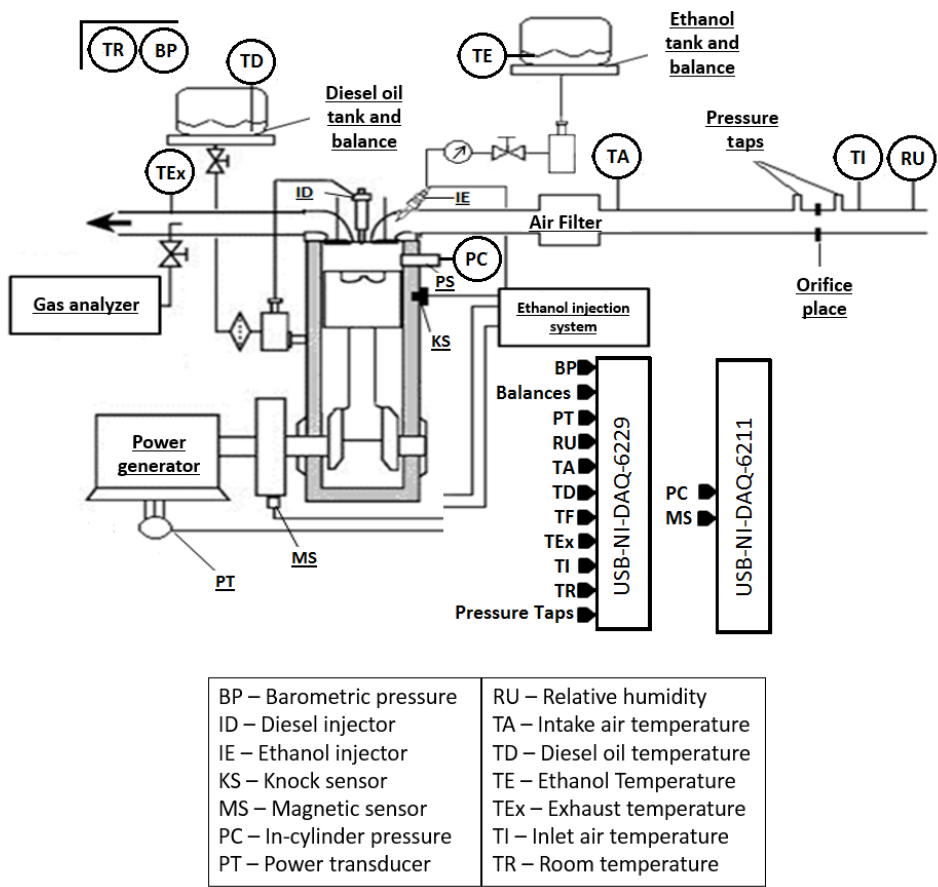 Ethanol
tank and
balance
TR
BP
TD
TE
Diesel oil
tank and
balance
Pressure
taps
TEx
TA
TI
RU
ID
IE
Air Filter
PC
PS
Gas analyzer
Orifice
place
Ethanol injection
system
KS
BP
Balances
PT
RU
TA
TD
TF
TEx
TI
TR
Pressure Taps
USB-NI-DAQ-6229
PC
MS
USB-NI-DAQ-6211
Power
generator
MS
PT
BP – Barometric pressure
ID – Diesel injector
IE – Ethanol injector
KS – Knock sensor
MS – Magnetic sensor
PC – In-cylinder pressure
PT – Power transducer
RU – Relative humidity
TA – Intake air temperature
TD – Diesel oil temperature
TE – Ethanol Temperature
TEx – Exhaust temperature
TI – Inlet air temperature
TR – Room temperature